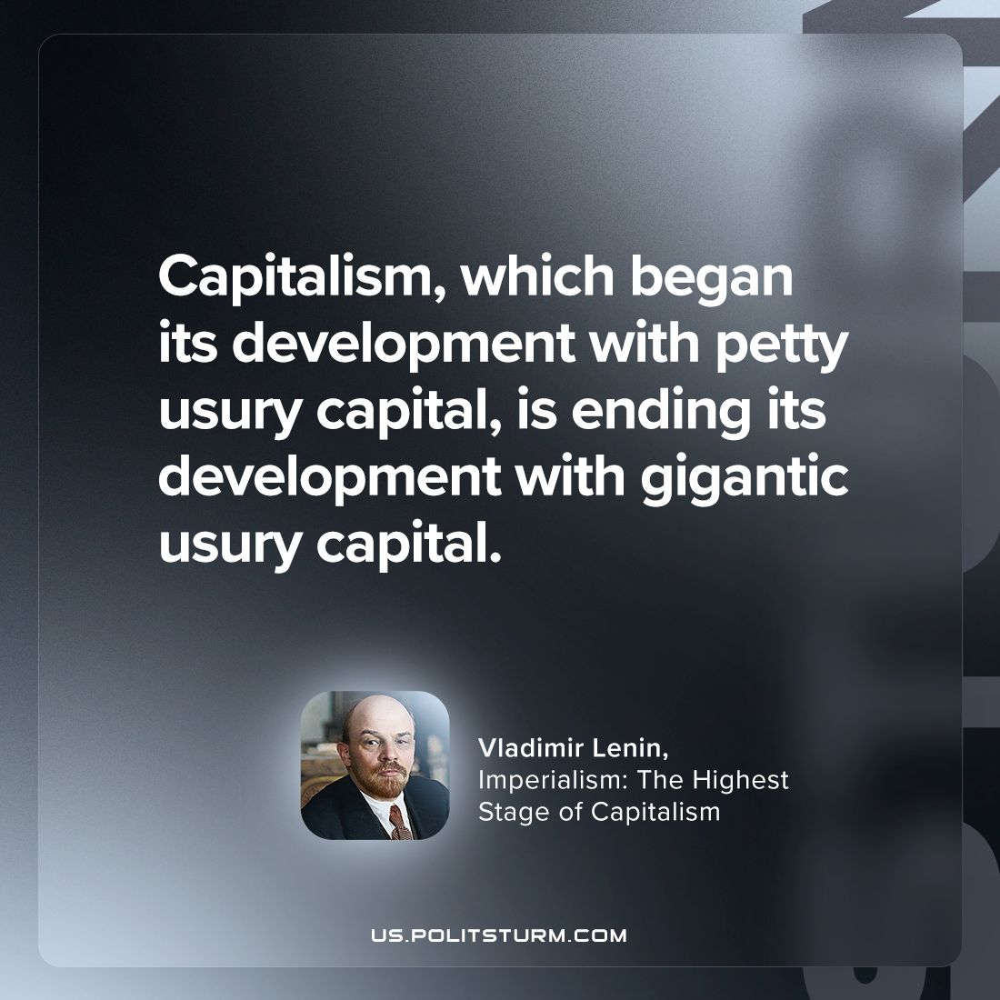 Capitalism, which began
its development with petty
usury capital, is ending its
development with gigantic
usury capital.
Vladimir Lenin,
Imperialism: The Highest
Stage of Capitalism
US.POLITSTURM.COM